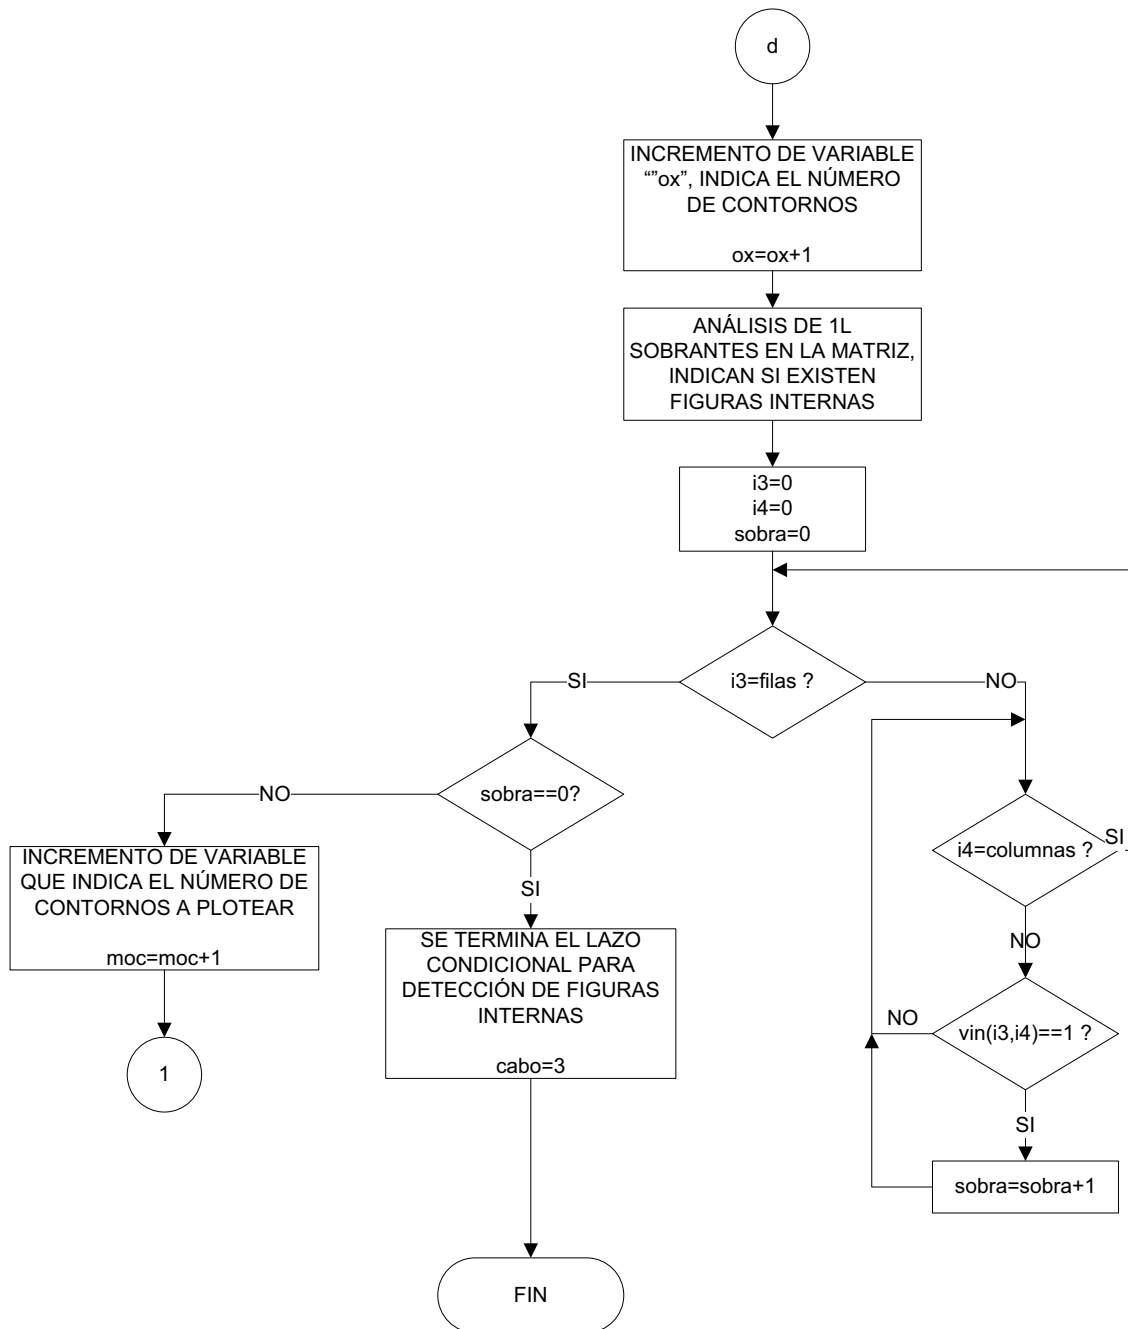 d
INCREMENTO DE VARIABLE
“”ox”, INDICA EL NÚMERO
DE CONTORNOS
ox=ox+1
ANÁLISIS DE 1L
SOBRANTES EN LA MATRIZ,
INDICAN SI EXISTEN
FIGURAS INTERNAS
i3=0
i4=0
sobra=0
i3=filas ?
SI
NO
sobra==0?
NO
SI
i4=columnas ?
SI
NO
INCREMENTO DE VARIABLE
QUE INDICA EL NÚMERO DE
CONTORNOS A PLOTEAR
moc=moc+1
1
SE TERMINA EL LAZO
CONDICIONAL PARA
DETECCIÓN DE FIGURAS
INTERNAS
cabo=3
vin(i3,i4)==1 ?
NO
SI
sobra=sobra+1
FIN